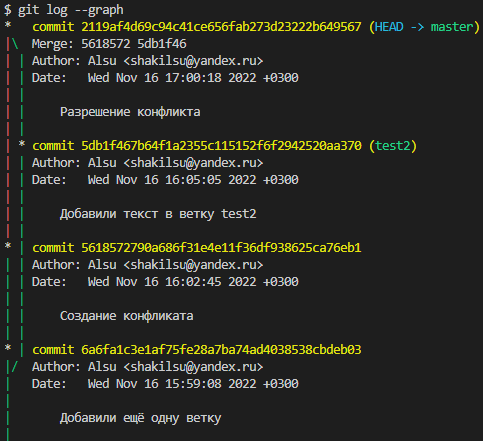 $ git log --graph
*   commit 2119af4d69c94c41ce656fab273d23222b649567 (HEAD -> master)
|\  Merge: 5618572 5db1f46
| | Author: Alsu <shakilsu@yandex.ru>
| | Date:   Wed Nov 16 17:00:18 2022 +0300
| |
| |     Разрешение конфликта
| |
| * commit 5db1f467b64f1a2355c115152f6f2942520aa370 (test2)
| | Author: Alsu <shakilsu@yandex.ru>
| | Date:   Wed Nov 16 16:05:05 2022 +0300
| |
| |     Добавили текст в ветку test2
| |
* | commit 5618572790a686f31e4e11f36df938625ca76eb1
| | Author: Alsu <shakilsu@yandex.ru>
| | Date:   Wed Nov 16 16:02:45 2022 +0300
| |
| |     Создание конфликата
| |
* | commit 6a6fa1c3e1af75fe28a7ba74ad4038538cbdeb03
|/  Author: Alsu <shakilsu@yandex.ru>
|   Date:   Wed Nov 16 15:59:08 2022 +0300
|
|       Добавили ещё одну ветку
|